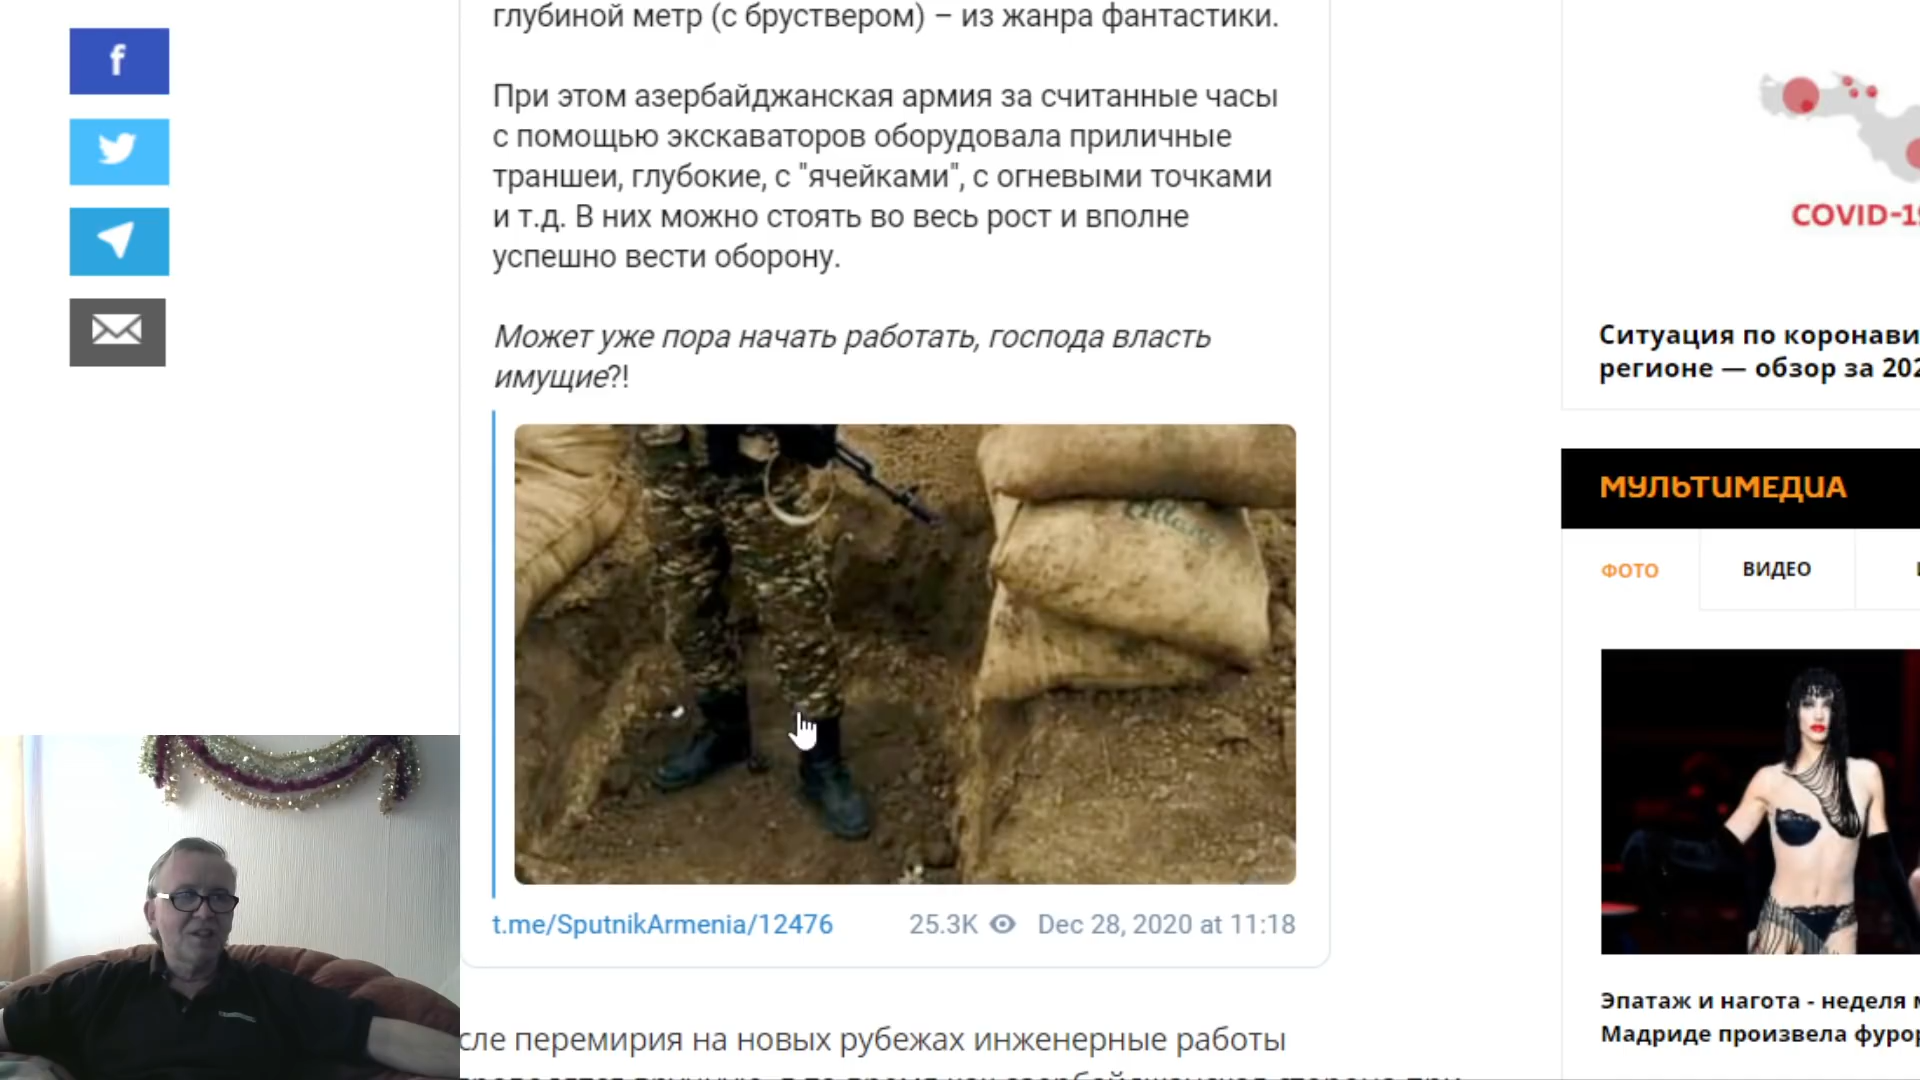 глубиной метр (с бруствером) – из жанра фантастики.
При этом азербайджанская армия за считанные часы
с помощью экскаваторов оборудовала приличные
траншеи, глубокие, с "ячейками", с огневыми точками
и т.д. В них можно стоять во весь рост и вполне
успешно вести оборону.
Может уже пора начать работать, господа власть
имущие?!
t.me/SputnikArmenia/12476
25.3K
Dec 28, 2020 at 11:18
сле перемирия на новых рубежах инженерные работы
COVID-19
Ситуация по коронави
регионе — обзор за 202
МУЛЬТИМЕДИА
ФОТО
ВИДЕО
Эпатаж и нагота - неделя м
Мадриде произвела фурор